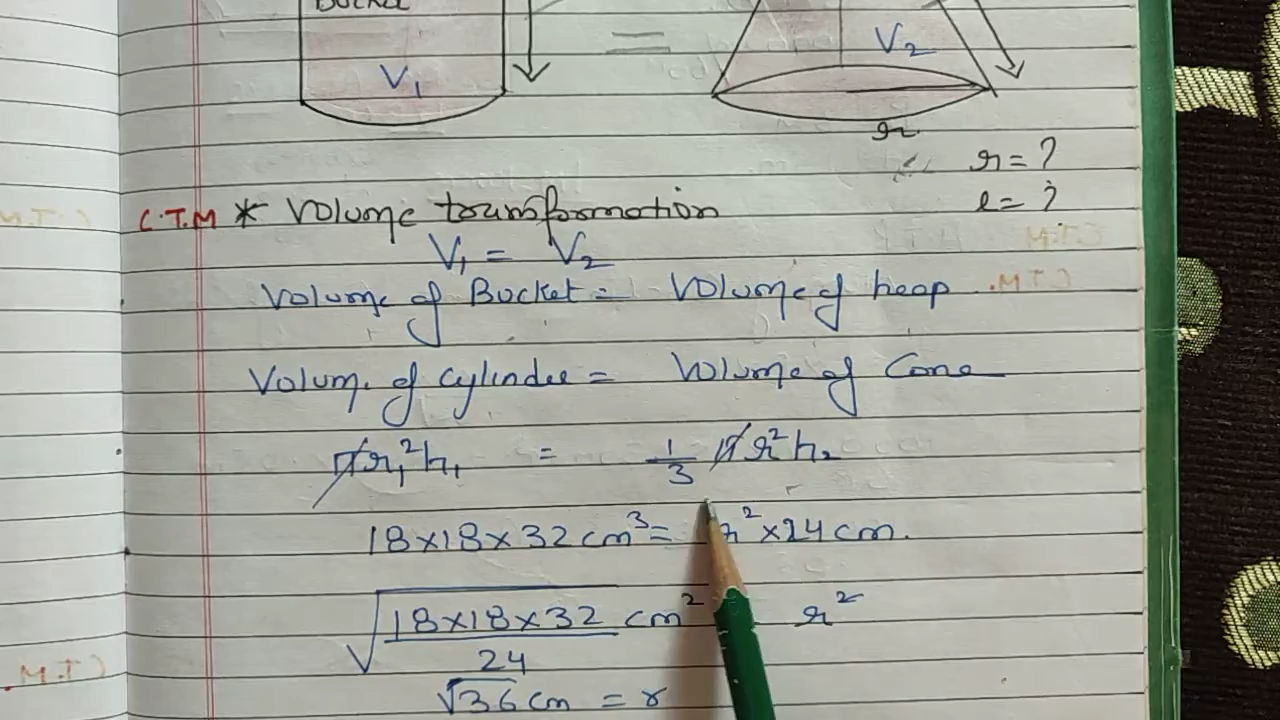 BUCKET
V₁ = V₂
r
r = ?
l = ?
C.T.M * Volume transformation
V₁ = V₂
Volume of Bucket = Volume of heap
Volume of cylinder = Volume of Cone
πr₁²h₁ = 1/3 πr²h₂
18×18×32 cm³ = r²×24 cm.
√18×18×32/24 cm² r²
√36 cm = r